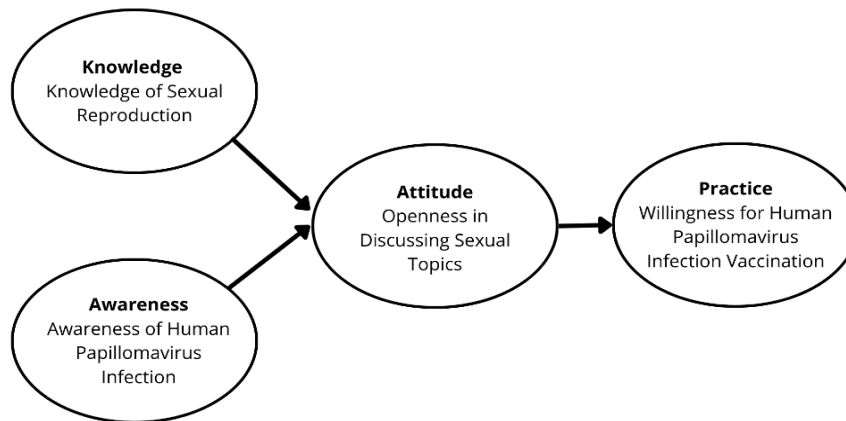 Knowledge
Knowledge of Sexual
Reproduction
Awareness
Awareness of Human
Papillomavirus
Infection
Attitude
Openness in
Discussing Sexual
Topics
Practice
Willingness for Human
Papillomavirus
Infection Vaccination